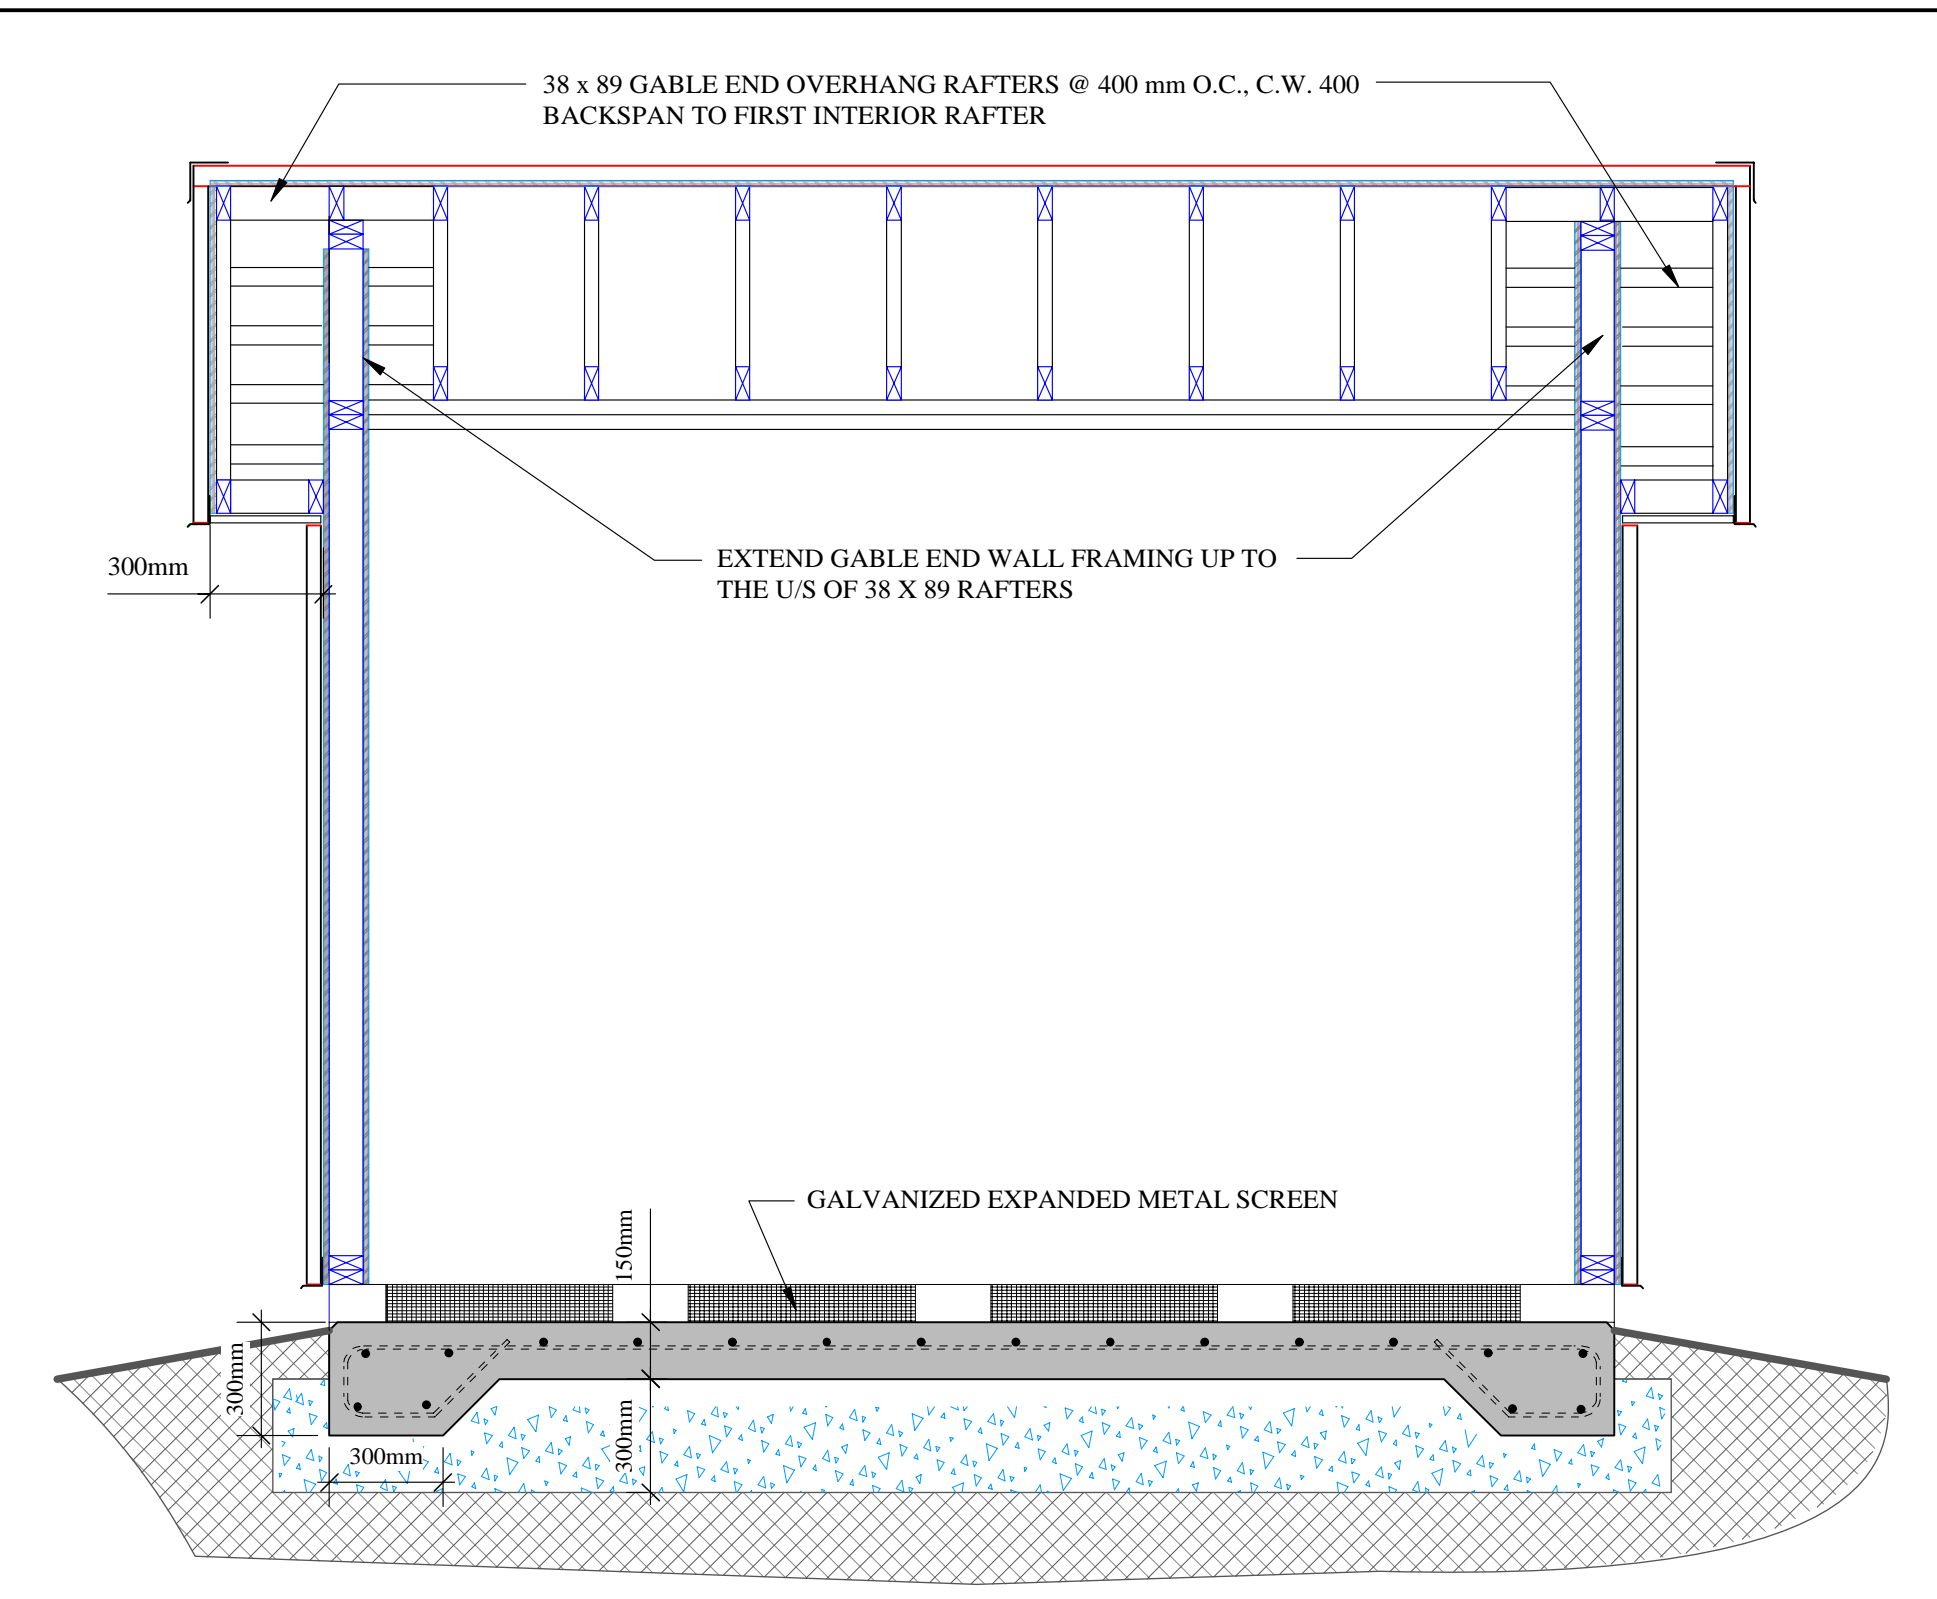 38 x 89 GABLE END OVERHANG RAFTERS @ 400 mm O.C., C.W. 400
BACKSPAN TO FIRST INTERIOR RAFTER
300mm
EXTEND GABLE END WALL FRAMING UP TO
THE U/S OF 38 X 89 RAFTERS
GALVANIZED EXPANDED METAL SCREEN
150mm
300mm
300mm
300mm